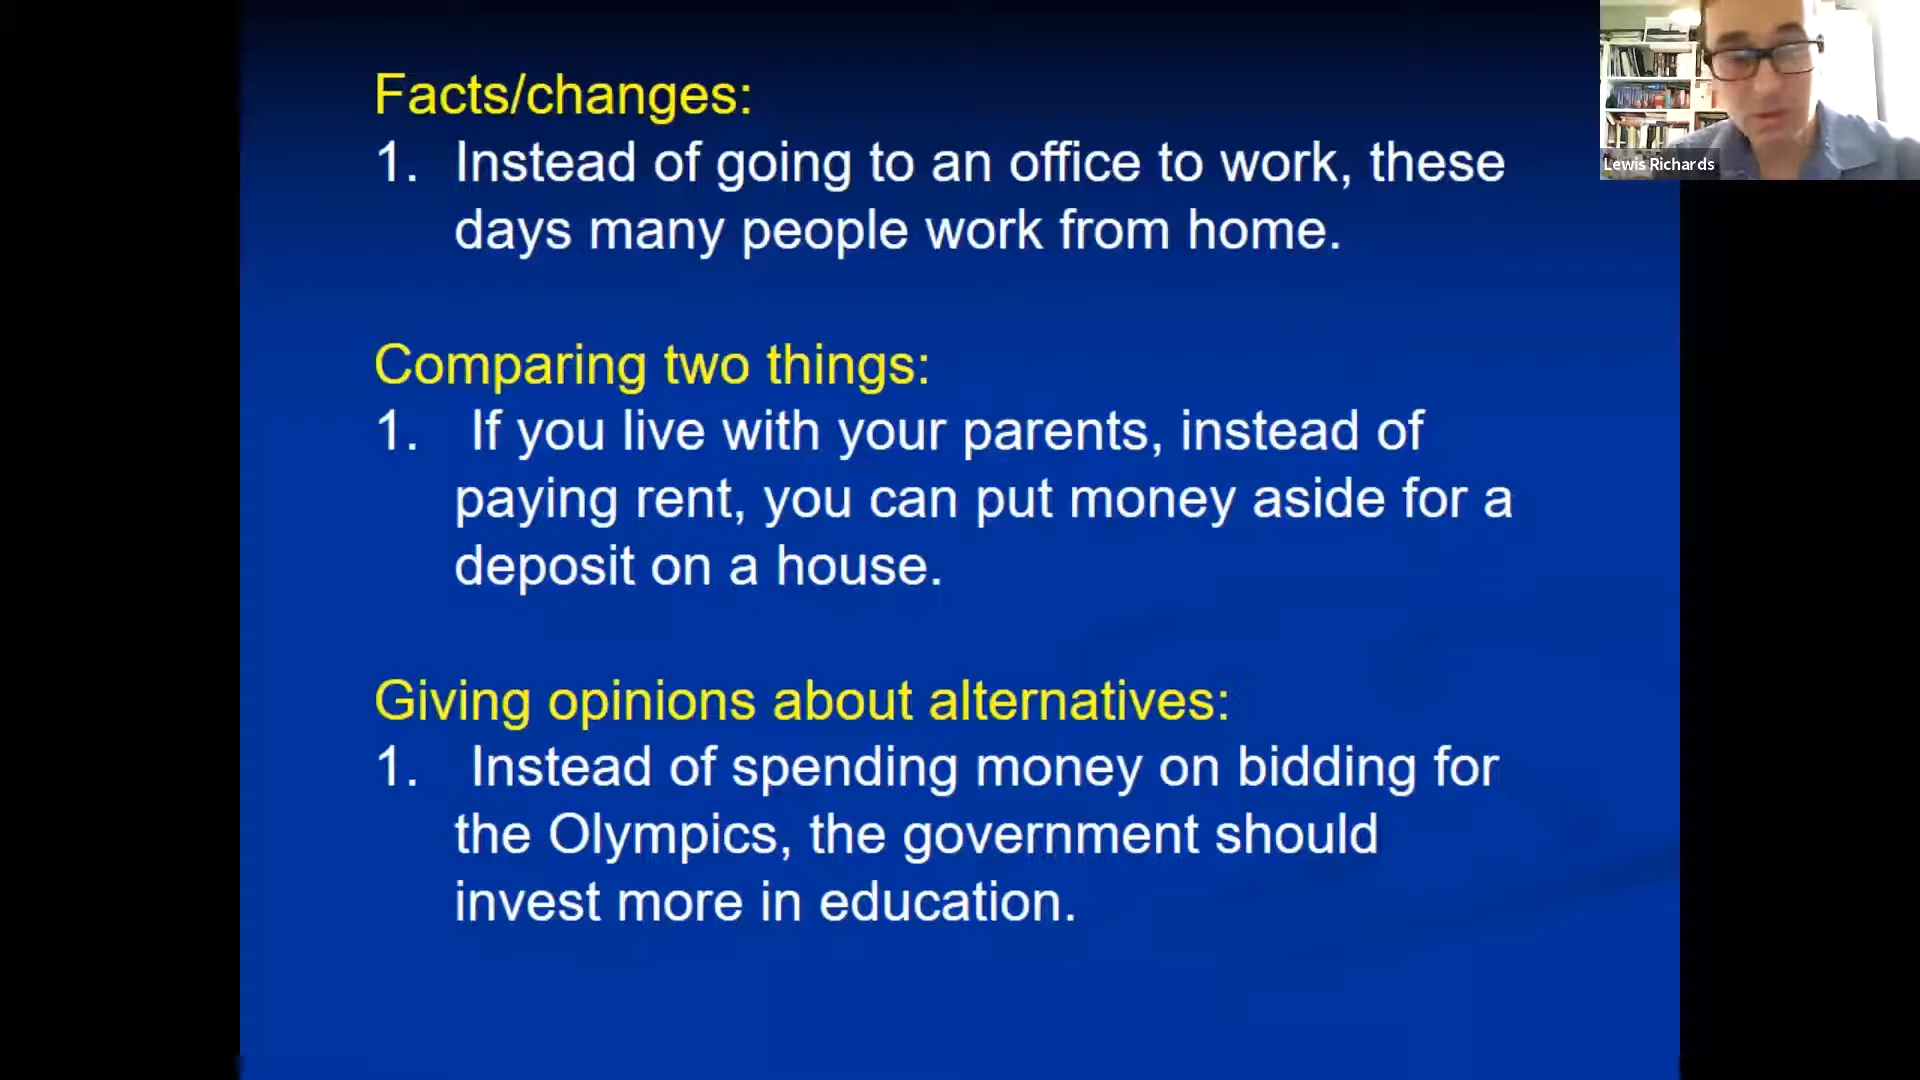 Facts/changes:
1. Instead of going to an office to work, these
days many people work from home.
Comparing two things:
1. If you live with your parents, instead of
paying rent, you can put money aside for a
deposit on a house.
Giving opinions about alternatives:
1. Instead of spending money on bidding for
the Olympics, the government should
invest more in education.
Lewis Richards